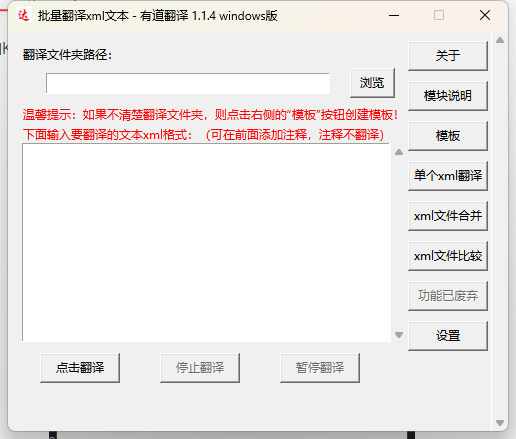 达 批量翻译xml文本 - 有道翻译 1.1.4 windows版
翻译文件夹路径：
浏览
温馨提示：如果不清楚翻译文件夹，则点击右侧的“模板”按钮创建模板！
下面输入要翻译的文本xml格式：（可在前面添加注释，注释不翻译）
关于
模块说明
模板
单个xml翻译
xml文件合并
xml文件比较
功能已废弃
设置
点击翻译
停止翻译
暂停翻译